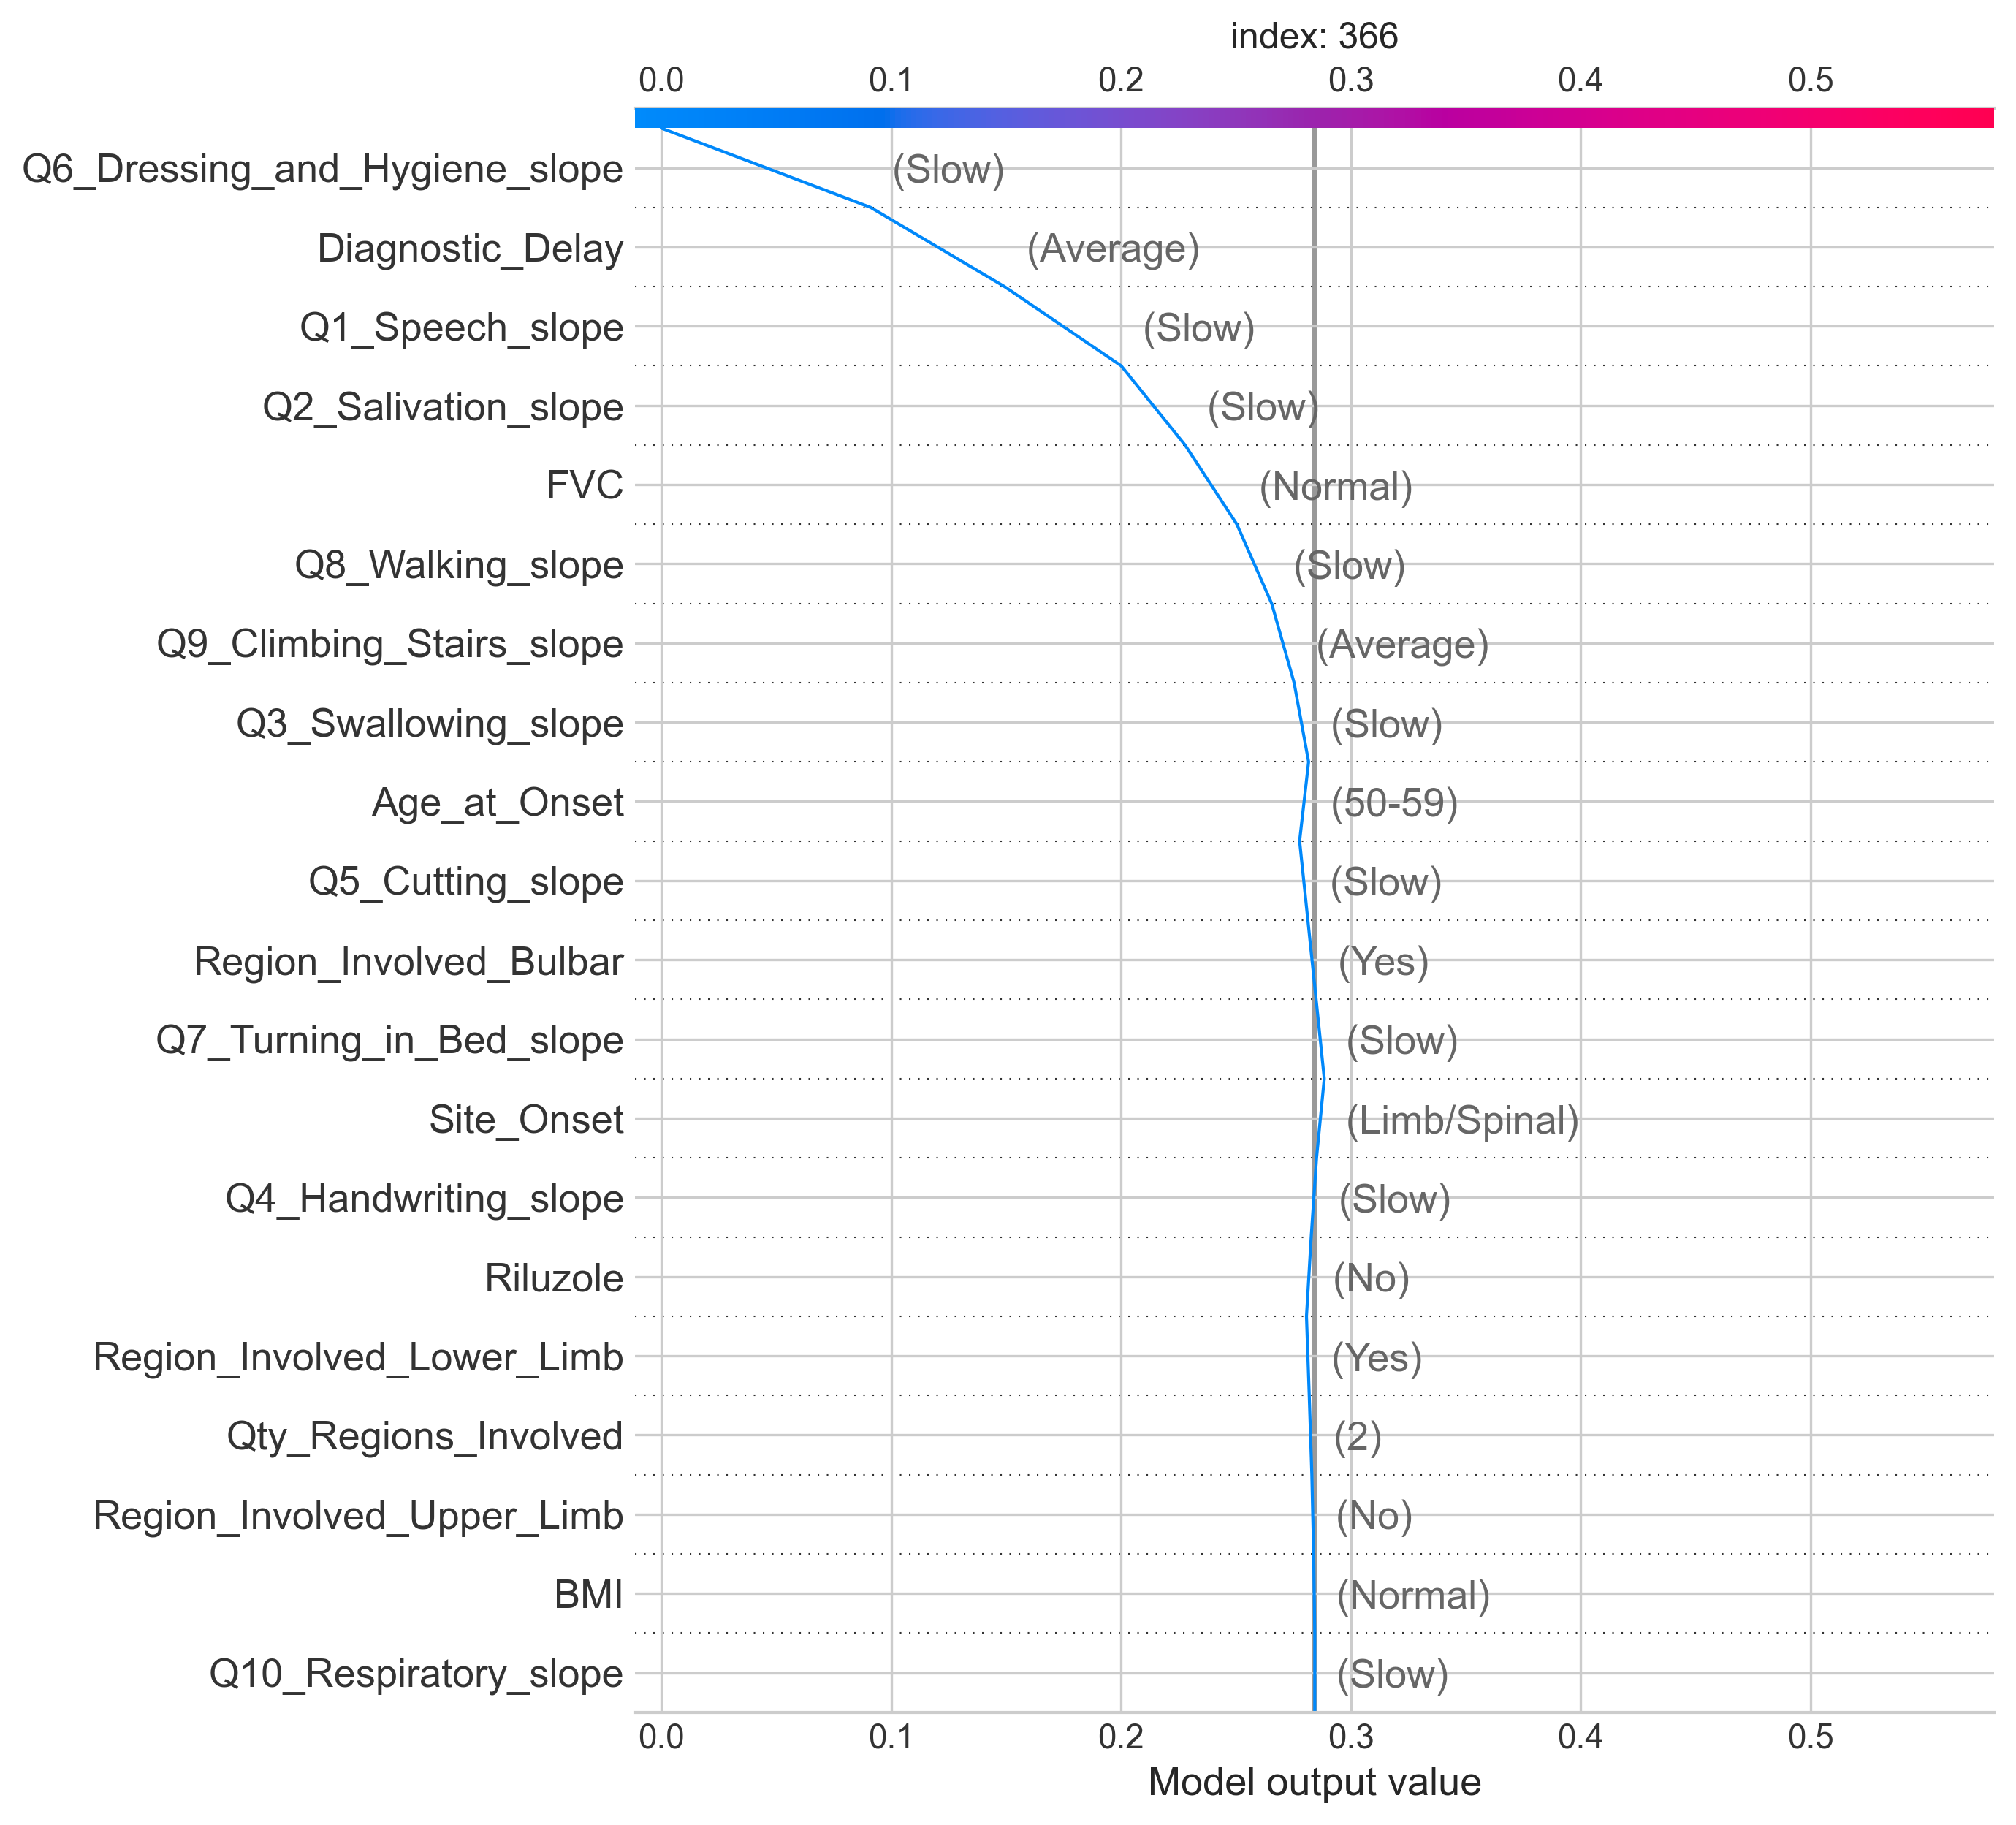 index: 366
0.0 0.1 0.2 0.3 0.4 0.5
Q6_Dressing_and_Hygiene_slope (Slow)
Diagnostic_Delay (Average)
Q1_Speech_slope (Slow)
Q2_Salivation_slope (Slow)
FVC (Normal)
Q8_Walking_slope (Slow)
Q9_Climbing_Stairs_slope (Average)
Q3_Swallowing_slope (Slow)
Age_at_Onset (50-59)
Q5_Cutting_slope (Slow)
Region_Involved_Bulbar (Yes)
Q7_Turning_in_Bed_slope (Slow)
Site_Onset (Limb/Spinal)
Q4_Handwriting_slope (Slow)
Riluzole (No)
Region_Involved_Lower_Limb (Yes)
Qty_Regions_Involved (2)
Region_Involved_Upper_Limb (No)
BMI (Normal)
Q10_Respiratory_slope (Slow)
0.0 0.1 0.2 0.3 0.4 0.5
Model output value